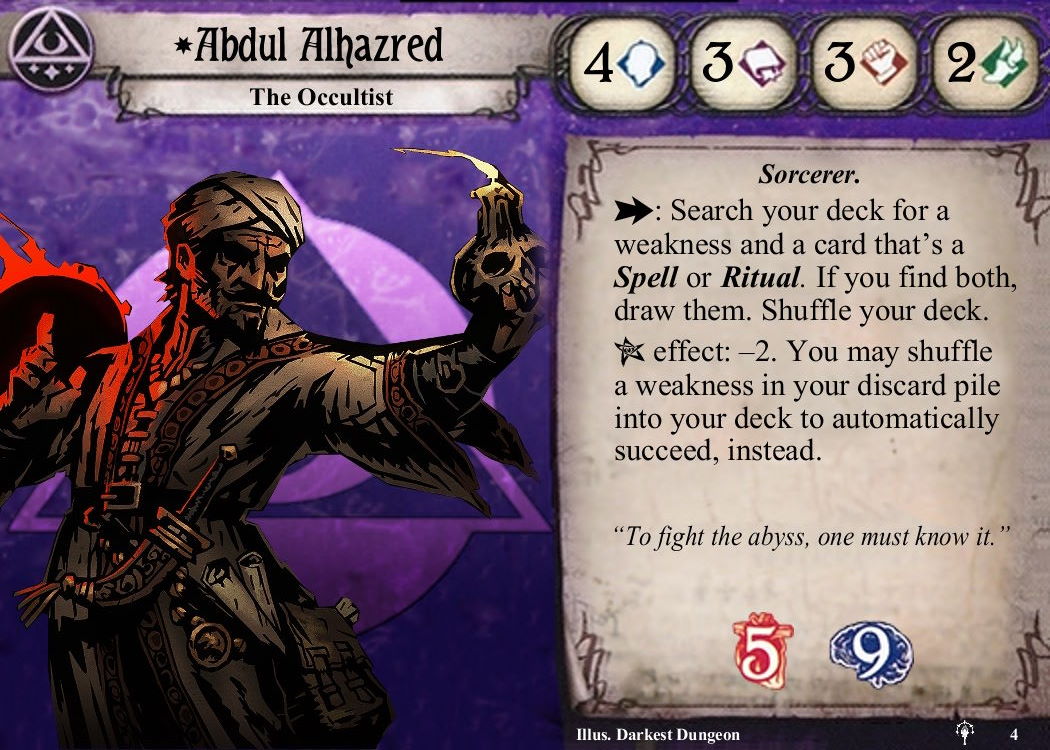 Abdul Alhazred
The Occultist
4 3 3 2
Sorcerer.
: Search your deck for a
weakness and a card that’s a
Spell or Ritual. If you find both,
draw them. Shuffle your deck.
effect: –2. You may shuffle
a weakness in your discard pile
into your deck to automatically
succeed, instead.
“To fight the abyss, one must know it.”
5 9
Illus. Darkest Dungeon 4